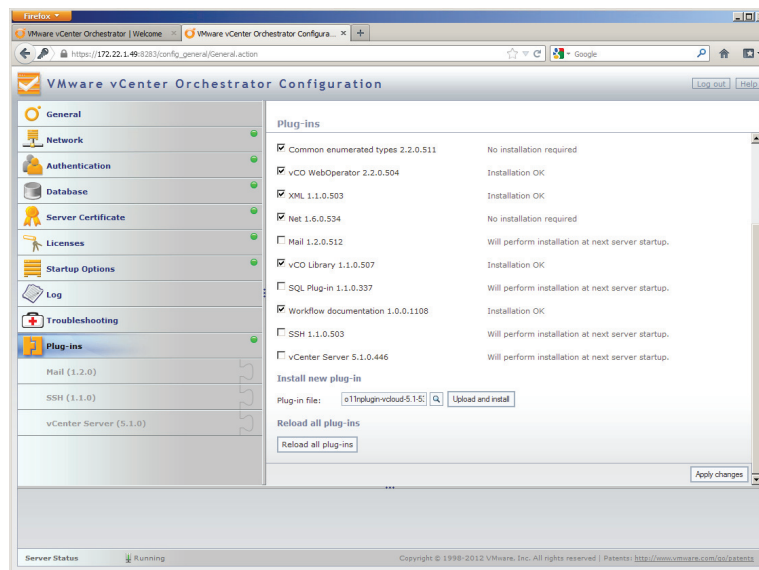 Firefox
VMware vCenter Orchestrator | Welcome
VMware vCenter Orchestrator Configura...
https://172.22.1.49:8283/config_general/General.action
Google
VMware vCenter Orchestrator Configuration
Log out
Help
General
Network
Authentication
Database
Server Certificate
Licenses
Startup Options
Log
Troubleshooting
Plug-ins
Mail (1.2.0)
SSH (1.1.0)
vCenter Server (5.1.0)
Plug-ins
Common enumerated types 2.2.0.511 No installation required
vCO WebOperator 2.2.0.504 Installation OK
XML 1.1.0.503 Installation OK
Net 1.6.0.534 No installation required
Mail 1.2.0.512 Will perform installation at next server startup.
vCO Library 1.1.0.507 Installation OK
SQL Plug-in 1.1.0.337 Will perform installation at next server startup.
Workflow documentation 1.0.0.1108 Installation OK
SSH 1.1.0.503 Will perform installation at next server startup.
vCenter Server 5.1.0.446 Will perform installation at next server startup.
Install new plug-in
Plug-in file: o11nplugin-vcloud-5.1-5 Upload and install
Reload all plug-ins
Reload all plug-ins
Apply changes
Server Status Running
Copyright © 1998-2012 VMware, Inc. All rights reserved | Patents: http://www.vmware.com/go/patents